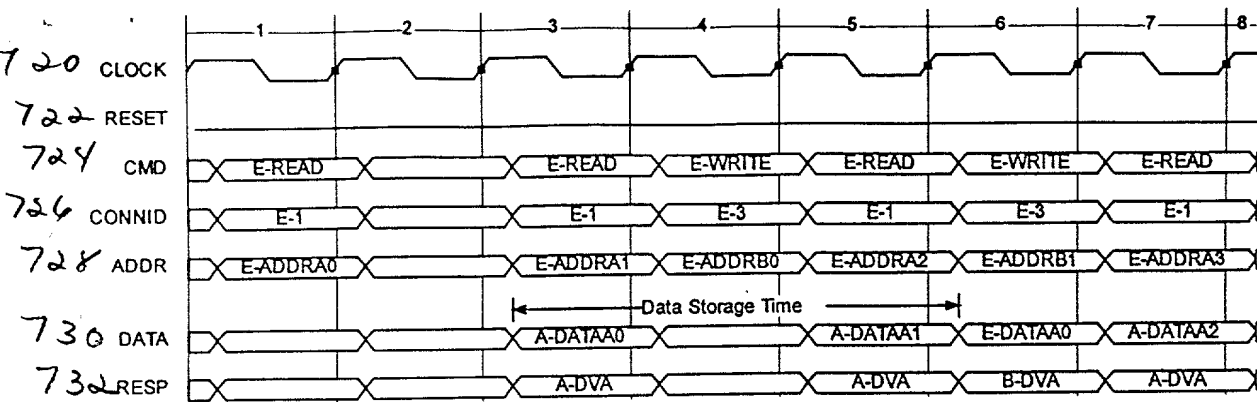 1 2 3 4 5 6 7 8
720 CLOCK
722 RESET
724 CMD E-READ E-READ E-WRITE E-READ E-WRITE E-READ
726 CONNID E-1 E-1 E-3 E-1 E-3 E-1
728 ADDR E-ADDRA0 E-ADDRA1 E-ADDRB0 E-ADDRA2 E-ADDRB1 E-ADDRA3
Data Storage Time
730 DATA A-DATAA0 A-DATAA1 E-DATAA0 A-DATAA2
732 RESP A-DVA A-DVA B-DVA A-DVA